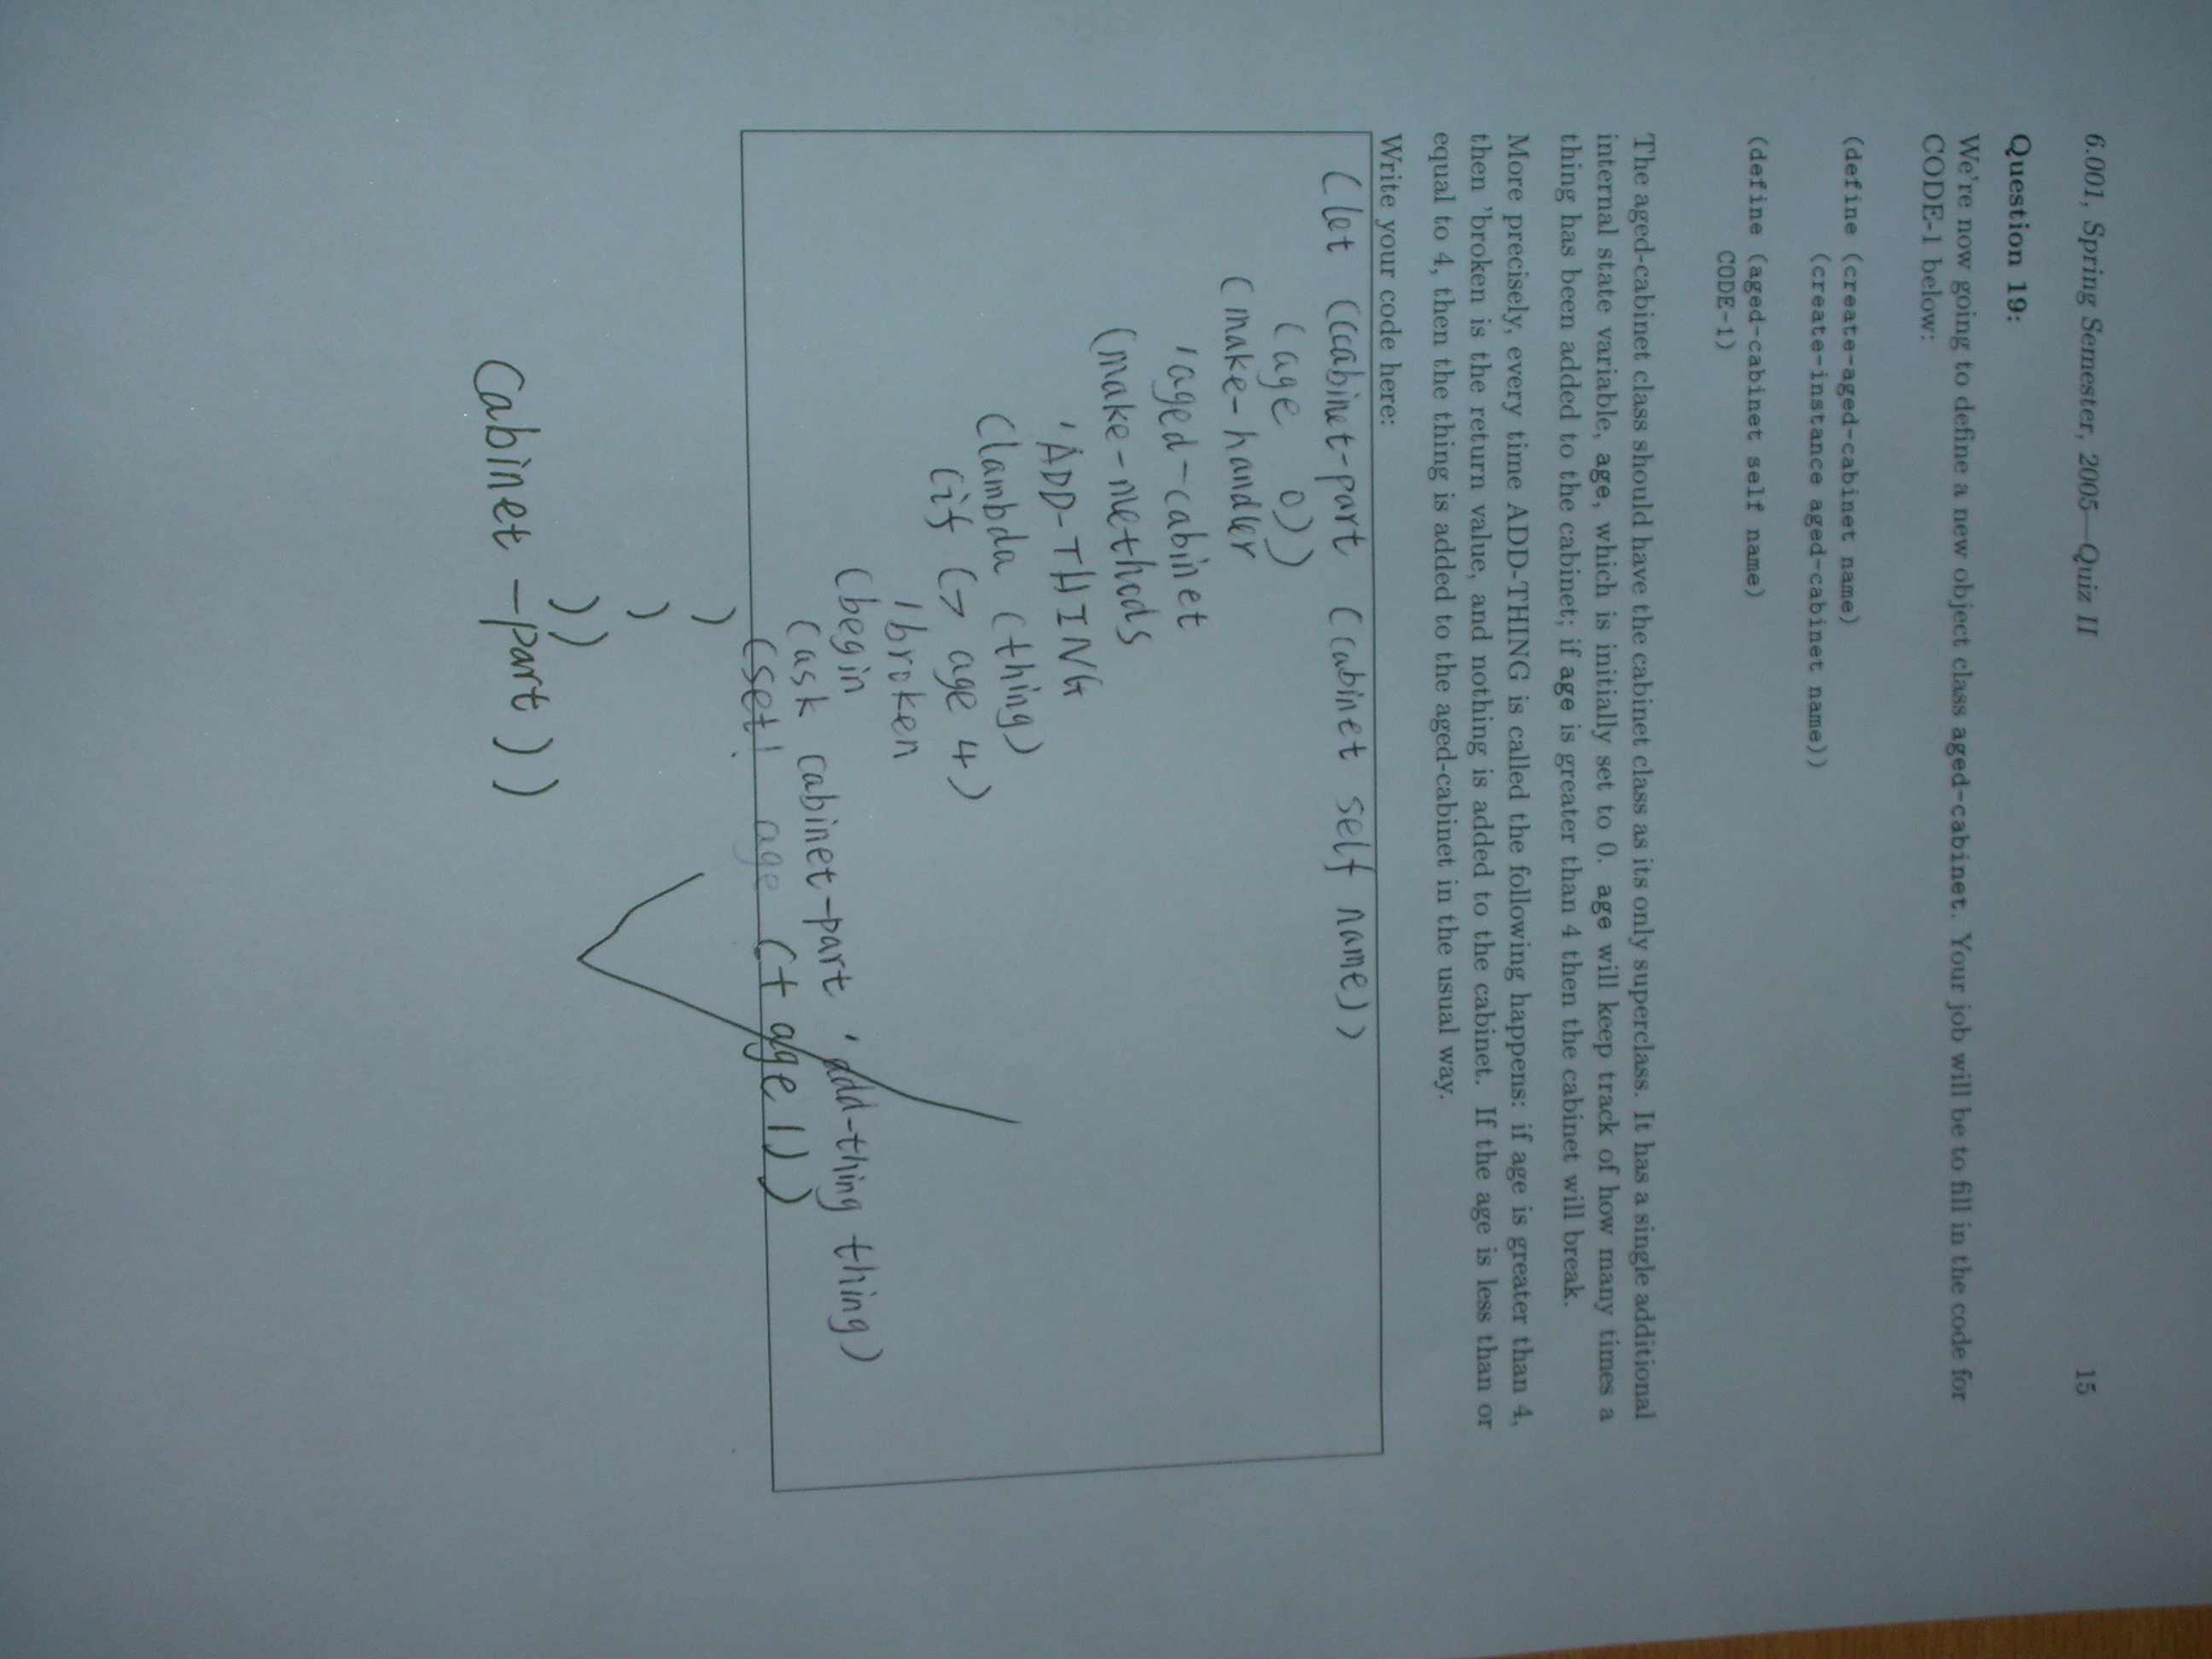 6.001, Spring Semester, 2005—Quiz II 15
Question 19:
We're now going to define a new object class aged-cabinet. Your job will be to fill in the code for
CODE-1 below:
(define (create-aged-cabinet name)
(create-instance aged-cabinet name))
(define (aged-cabinet self name)
CODE-1)
The aged-cabinet class should have the cabinet class as its only superclass. It has a single additional
internal state variable, age, which is initially set to 0. age will keep track of how many times a
thing has been added to the cabinet; if age is greater than 4 then the cabinet will break.
More precisely, every time ADD-THING is called the following happens: if age is greater than 4,
then 'broken is the return value, and nothing is added to the cabinet. If the age is less than or
equal to 4, then the thing is added to the aged-cabinet in the usual way.
Write your code here:
(let ((cabinet-part (cabinet self name))
(age 0))
(make-handler
'aged-cabinet
(make-methods
'ADD-THING
(lambda (thing)
(if (> age 4)
'broken
(begin
(ask cabinet-part 'add-thing thing)
(set! age (+ age 1))
)
)
))
cabinet-part))